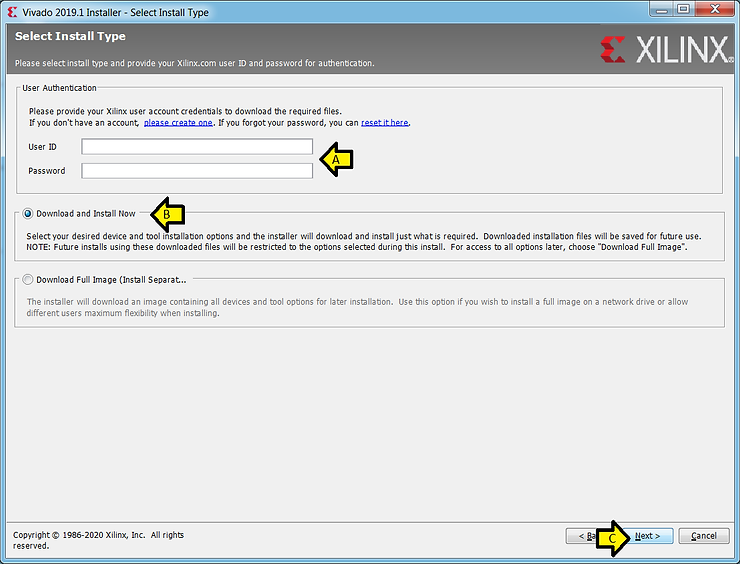 Vivado 2019.1 Installer - Select Install Type
Select Install Type
XILINX
Please select install type and provide your Xilinx.com user ID and password for authentication.
User Authentication
Please provide your Xilinx user account credentials to download the required files.
If you don't have an account, please create one. If you forgot your password, you can reset it here.
User ID
A
Password
Download and Install Now
B
Select your desired device and tool installation options and the installer will download and install just what is required. Downloaded installation files will be saved for future use.
NOTE: Future installs using these downloaded files will be restricted to the options selected during this install. For access to all options later, choose "Download Full Image".
Download Full Image (Install Separat...
The installer will download an image containing all devices and tool options for later installation. Use this option if you wish to install a full image on a network drive or allow
different users maximum flexibility when installing.
Copyright © 1986-2020 Xilinx, Inc. All rights
reserved.
< Ba
C
Next >
Cancel